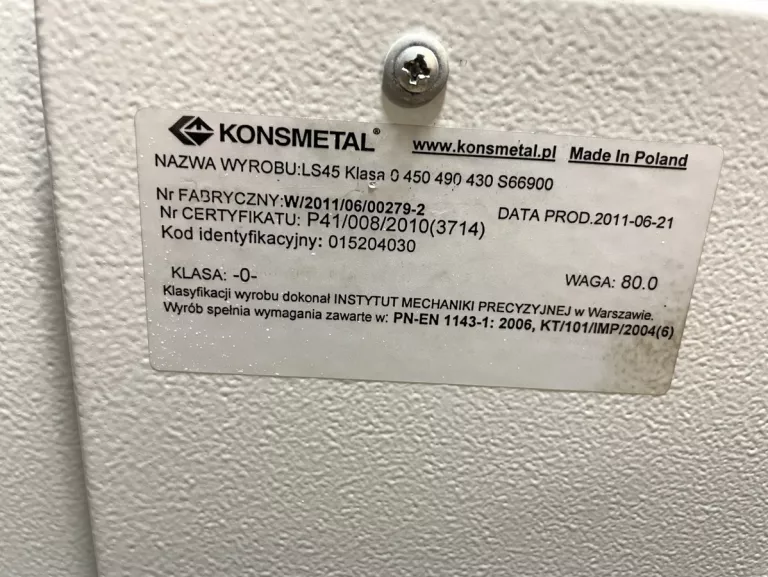 KONSMETAL® www.konsmetal.pl Made In Poland
NAZWA WYROBU:LS45 Klasa 0 450 490 430 S66900
Nr FABRYCZNY:W/2011/06/00279-2 DATA PROD.2011-06-21
Nr CERTYFIKATU: P41/008/2010(3714)
Kod identyfikacyjny: 015204030
KLASA: -0- WAGA: 80.0
Klasyfikacji wyrobu dokonał INSTYTUT MECHANIKI PRECYZYJNEJ w Warszawie.
Wyrób spełnia wymagania zawarte w: PN-EN 1143-1: 2006, KT/101/IMP/2004(6)